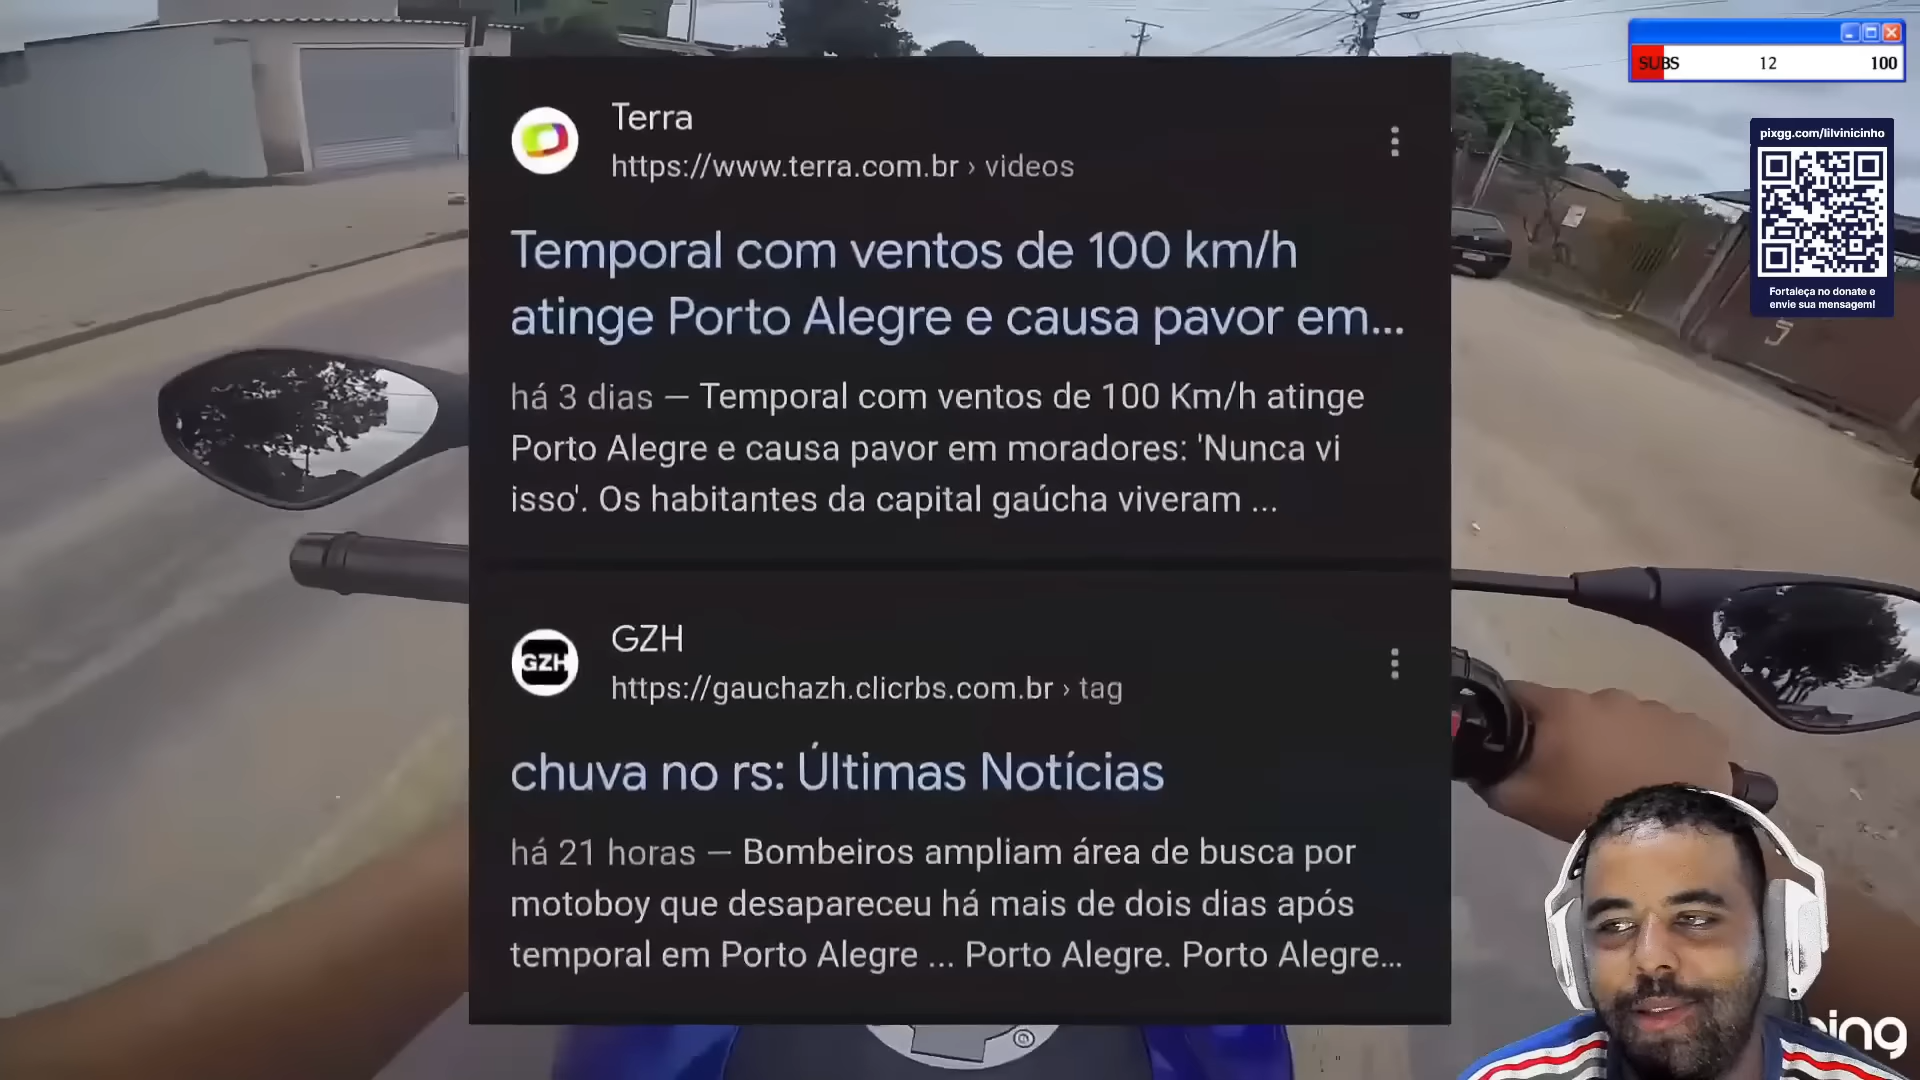 Terra
https://www.terra.com.br › videos
Temporal com ventos de 100 km/h
atinge Porto Alegre e causa pavor em...
há 3 dias — Temporal com ventos de 100 Km/h atinge
Porto Alegre e causa pavor em moradores: 'Nunca vi
isso'. Os habitantes da capital gaúcha viveram ...
GZH
GZH
https://gauchazh.clicrbs.com.br › tag
chuva no rs: Últimas Notícias
há 21 horas — Bombeiros ampliam área de busca por
motoboy que desapareceu há mais de dois dias após
temporal em Porto Alegre ... Porto Alegre. Porto Alegre...
SUBS 12 100
pixgg.com/lilvinicinho
Fortaleça no donate e
envie sua mensagem!